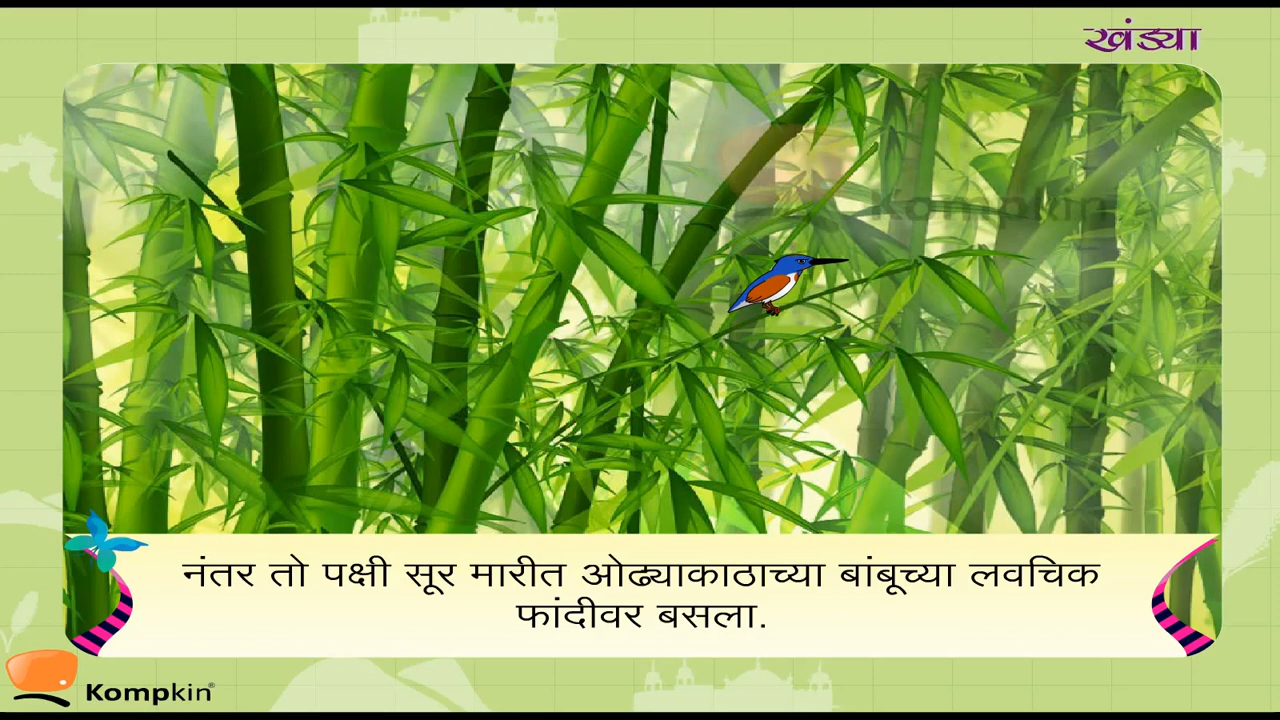 खंड्या
Kompkin
नंतर तो पक्षी सूर मारीत ओढ्याकाठाच्या बांबूच्या लवचिक
फांदीवर बसला.
Kompkin®